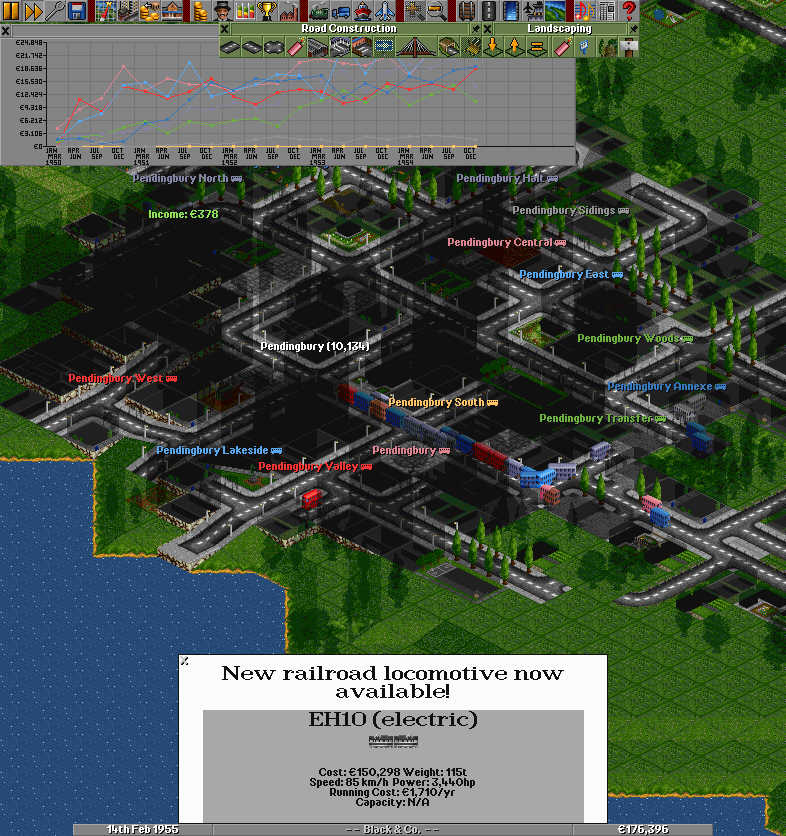 Road Construction
Landscaping
€24.848
€21.742
€18.636
€15.530
€12.424
€9.318
€6.212
€3.106
€0
JAN MAR 1950
APR JUN
JUL SEP
OCT DEC
JAN MAR 1951
APR JUN
JUL SEP
OCT DEC
JAN MAR 1952
APR JUN
JUL SEP
OCT DEC
JAN MAR 1953
APR JUN
JUL SEP
OCT DEC
JAN MAR 1954
APR JUN
JUL SEP
OCT DEC
Pendingbury North
Pendingbury Halt
Income: €378
Pendingbury Sidings
Pendingbury Central
Pendingbury East
Pendingbury Woods
Pendingbury (10,134)
Pendingbury West
Pendingbury Annexe
Pendingbury South
Pendingbury Transfer
Pendingbury Lakeside
Pendingbury
Pendingbury Valley
New railroad locomotive now
available!
EH10 (electric)
Cost: €150,298 Weight: 115t
Speed: 85 km/h Power: 3,440hp
Running Cost: €1,710/yr
Capacity: N/A
14th Feb 1955
-- Black & Co. --
€176,396